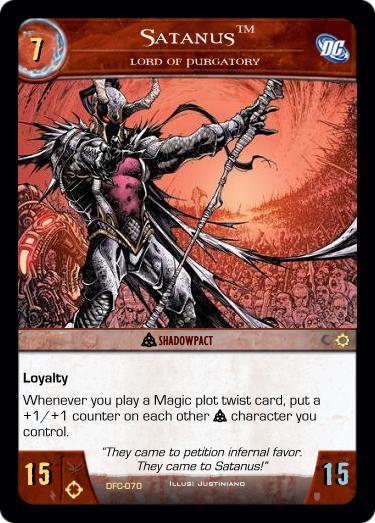 7
SATANUS™
DC
LORD OF PURGATORY
SHADOWPACT
Loyalty
Whenever you play a Magic plot twist card, put a
+1/+1 counter on each other character you
control.
"They came to petition infernal favor.
They came to Satanus!"
15
DFC-070
ILLUS: JUSTINIANO
15